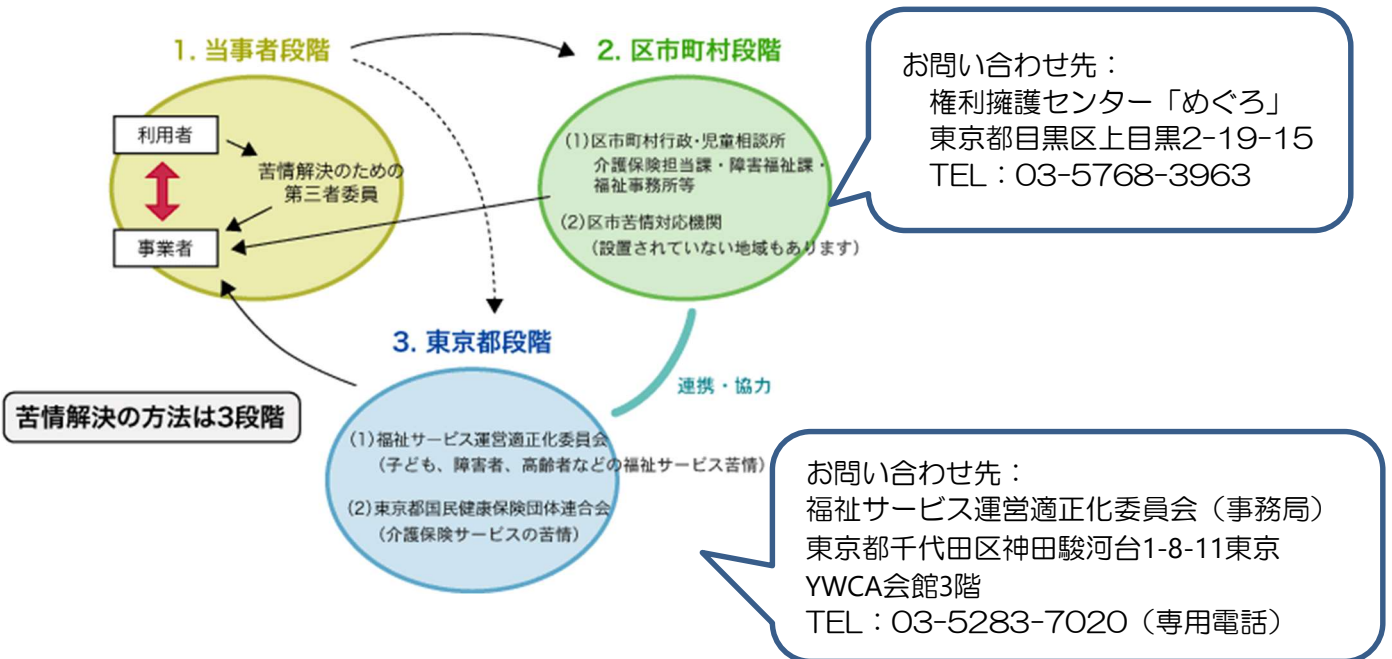 1. 当事者段階
利用者
苦情解決のための
第三者委員
事業者
2. 区市町村段階
(1)区市町村行政・児童相談所
介護保険担当課・障害福祉課・
福祉事務所等
(2)区市苦情対応機関
(設置されていない地域もあります)
お問い合わせ先：
権利擁護センター「めぐろ」
東京都目黒区上目黒2-19-15
TEL：03-5768-3963
3. 東京都段階
連携・協力
苦情解決の方法は3段階
(1)福祉サービス運営適正化委員会
(子ども、障害者、高齢者などの福祉サービス苦情)
(2)東京都国民健康保険団体連合会
(介護保険サービスの苦情)
お問い合わせ先：
福祉サービス運営適正化委員会（事務局）
東京都千代田区神田駿河台1-8-11東京
YWCA会館3階
TEL：03-5283-7020（専用電話）